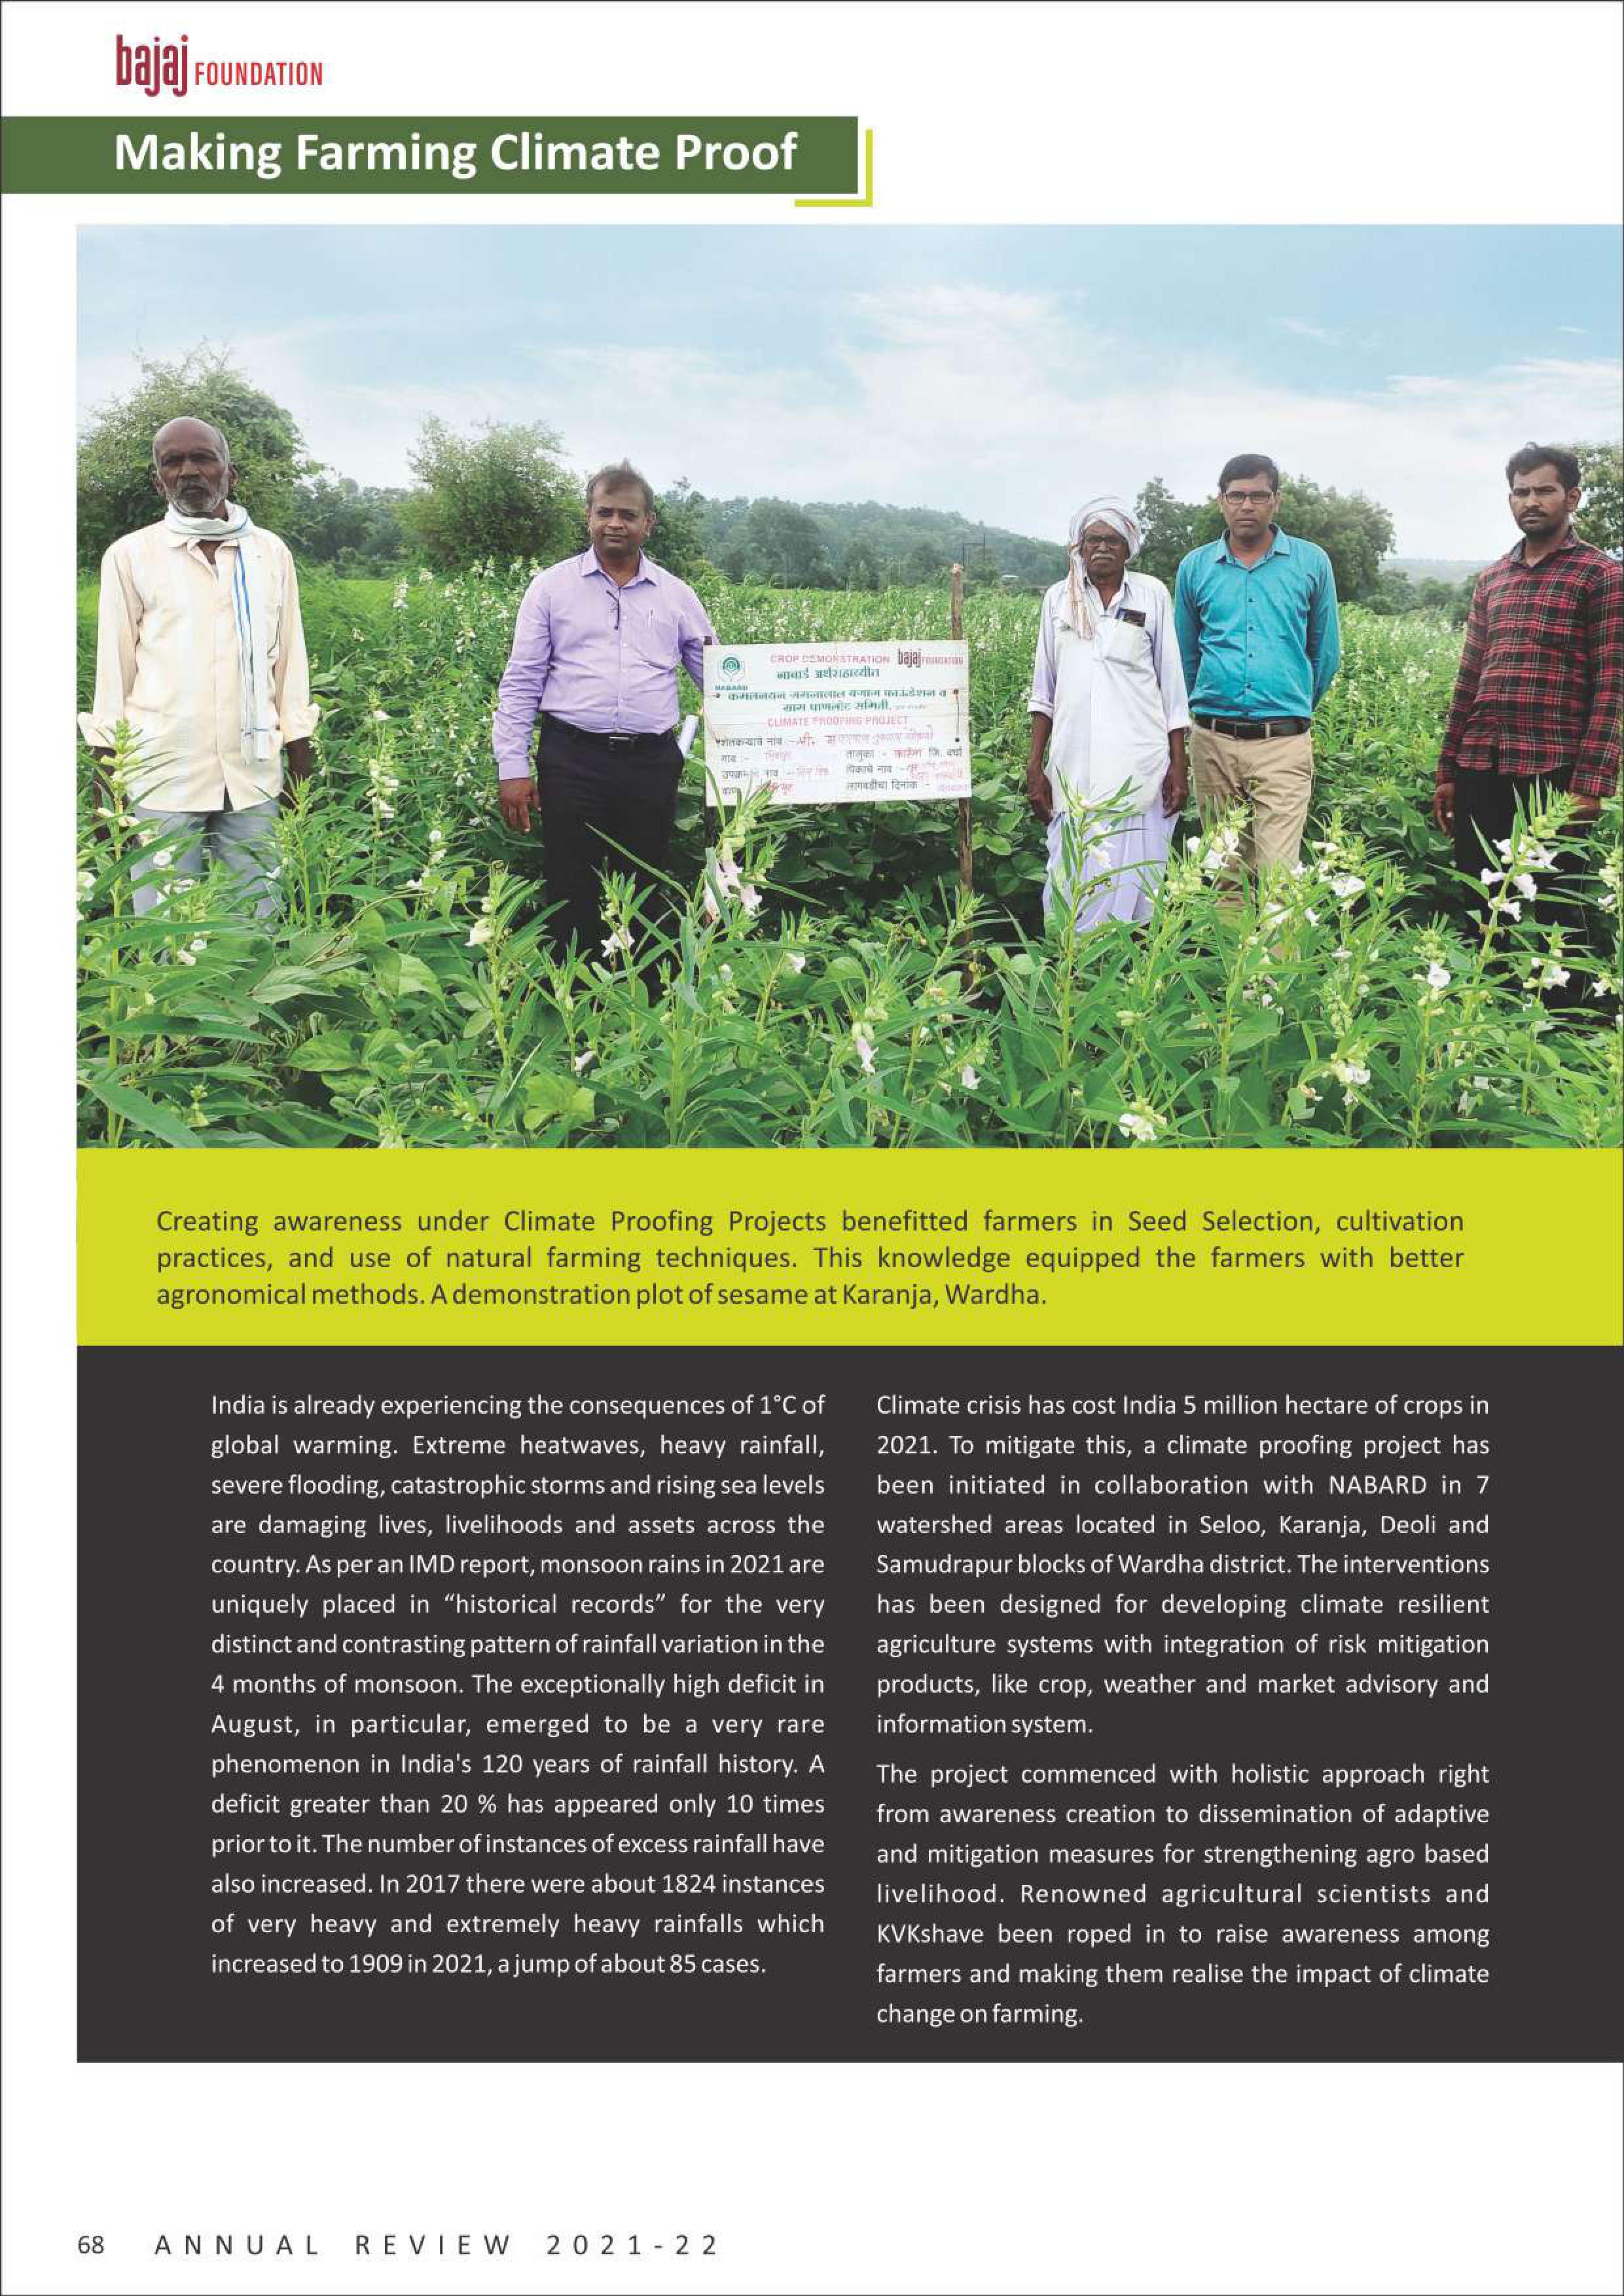 bajaj FOUNDATION
Making Farming Climate Proof
CROP DEMONSTRATION bajaj FOUNDATION
NABARD
नाबार्ड अर्थसहाय्यीत
कमलनयन जमनालाल बजाज फाऊंडेशन व
ग्राम पाणलोट समिती,
CLIMATE PROOFING PROJECT
शेतकऱ्याचे नाव - श्री.
गाव :- तालुका - कारंजा जि. वर्धा
उपक्रमाचे नाव :- पिकाचे नाव :-
वाण लागवडीचा दिनांक -
Creating awareness under Climate Proofing Projects benefitted farmers in Seed Selection, cultivation
practices, and use of natural farming techniques. This knowledge equipped the farmers with better
agronomical methods. A demonstration plot of sesame at Karanja, Wardha.
India is already experiencing the consequences of 1°C of
global warming. Extreme heatwaves, heavy rainfall,
severe flooding, catastrophic storms and rising sea levels
are damaging lives, livelihoods and assets across the
country. As per an IMD report, monsoon rains in 2021 are
uniquely placed in “historical records” for the very
distinct and contrasting pattern of rainfall variation in the
4 months of monsoon. The exceptionally high deficit in
August, in particular, emerged to be a very rare
phenomenon in India's 120 years of rainfall history. A
deficit greater than 20 % has appeared only 10 times
prior to it. The number of instances of excess rainfall have
also increased. In 2017 there were about 1824 instances
of very heavy and extremely heavy rainfalls which
increased to 1909 in 2021, a jump of about 85 cases.
Climate crisis has cost India 5 million hectare of crops in
2021. To mitigate this, a climate proofing project has
been initiated in collaboration with NABARD in 7
watershed areas located in Seloo, Karanja, Deoli and
Samudrapur blocks of Wardha district. The interventions
has been designed for developing climate resilient
agriculture systems with integration of risk mitigation
products, like crop, weather and market advisory and
information system.
The project commenced with holistic approach right
from awareness creation to dissemination of adaptive
and mitigation measures for strengthening agro based
livelihood. Renowned agricultural scientists and
KVKshave been roped in to raise awareness among
farmers and making them realise the impact of climate
change on farming.
68 ANNUAL REVIEW 2021-22